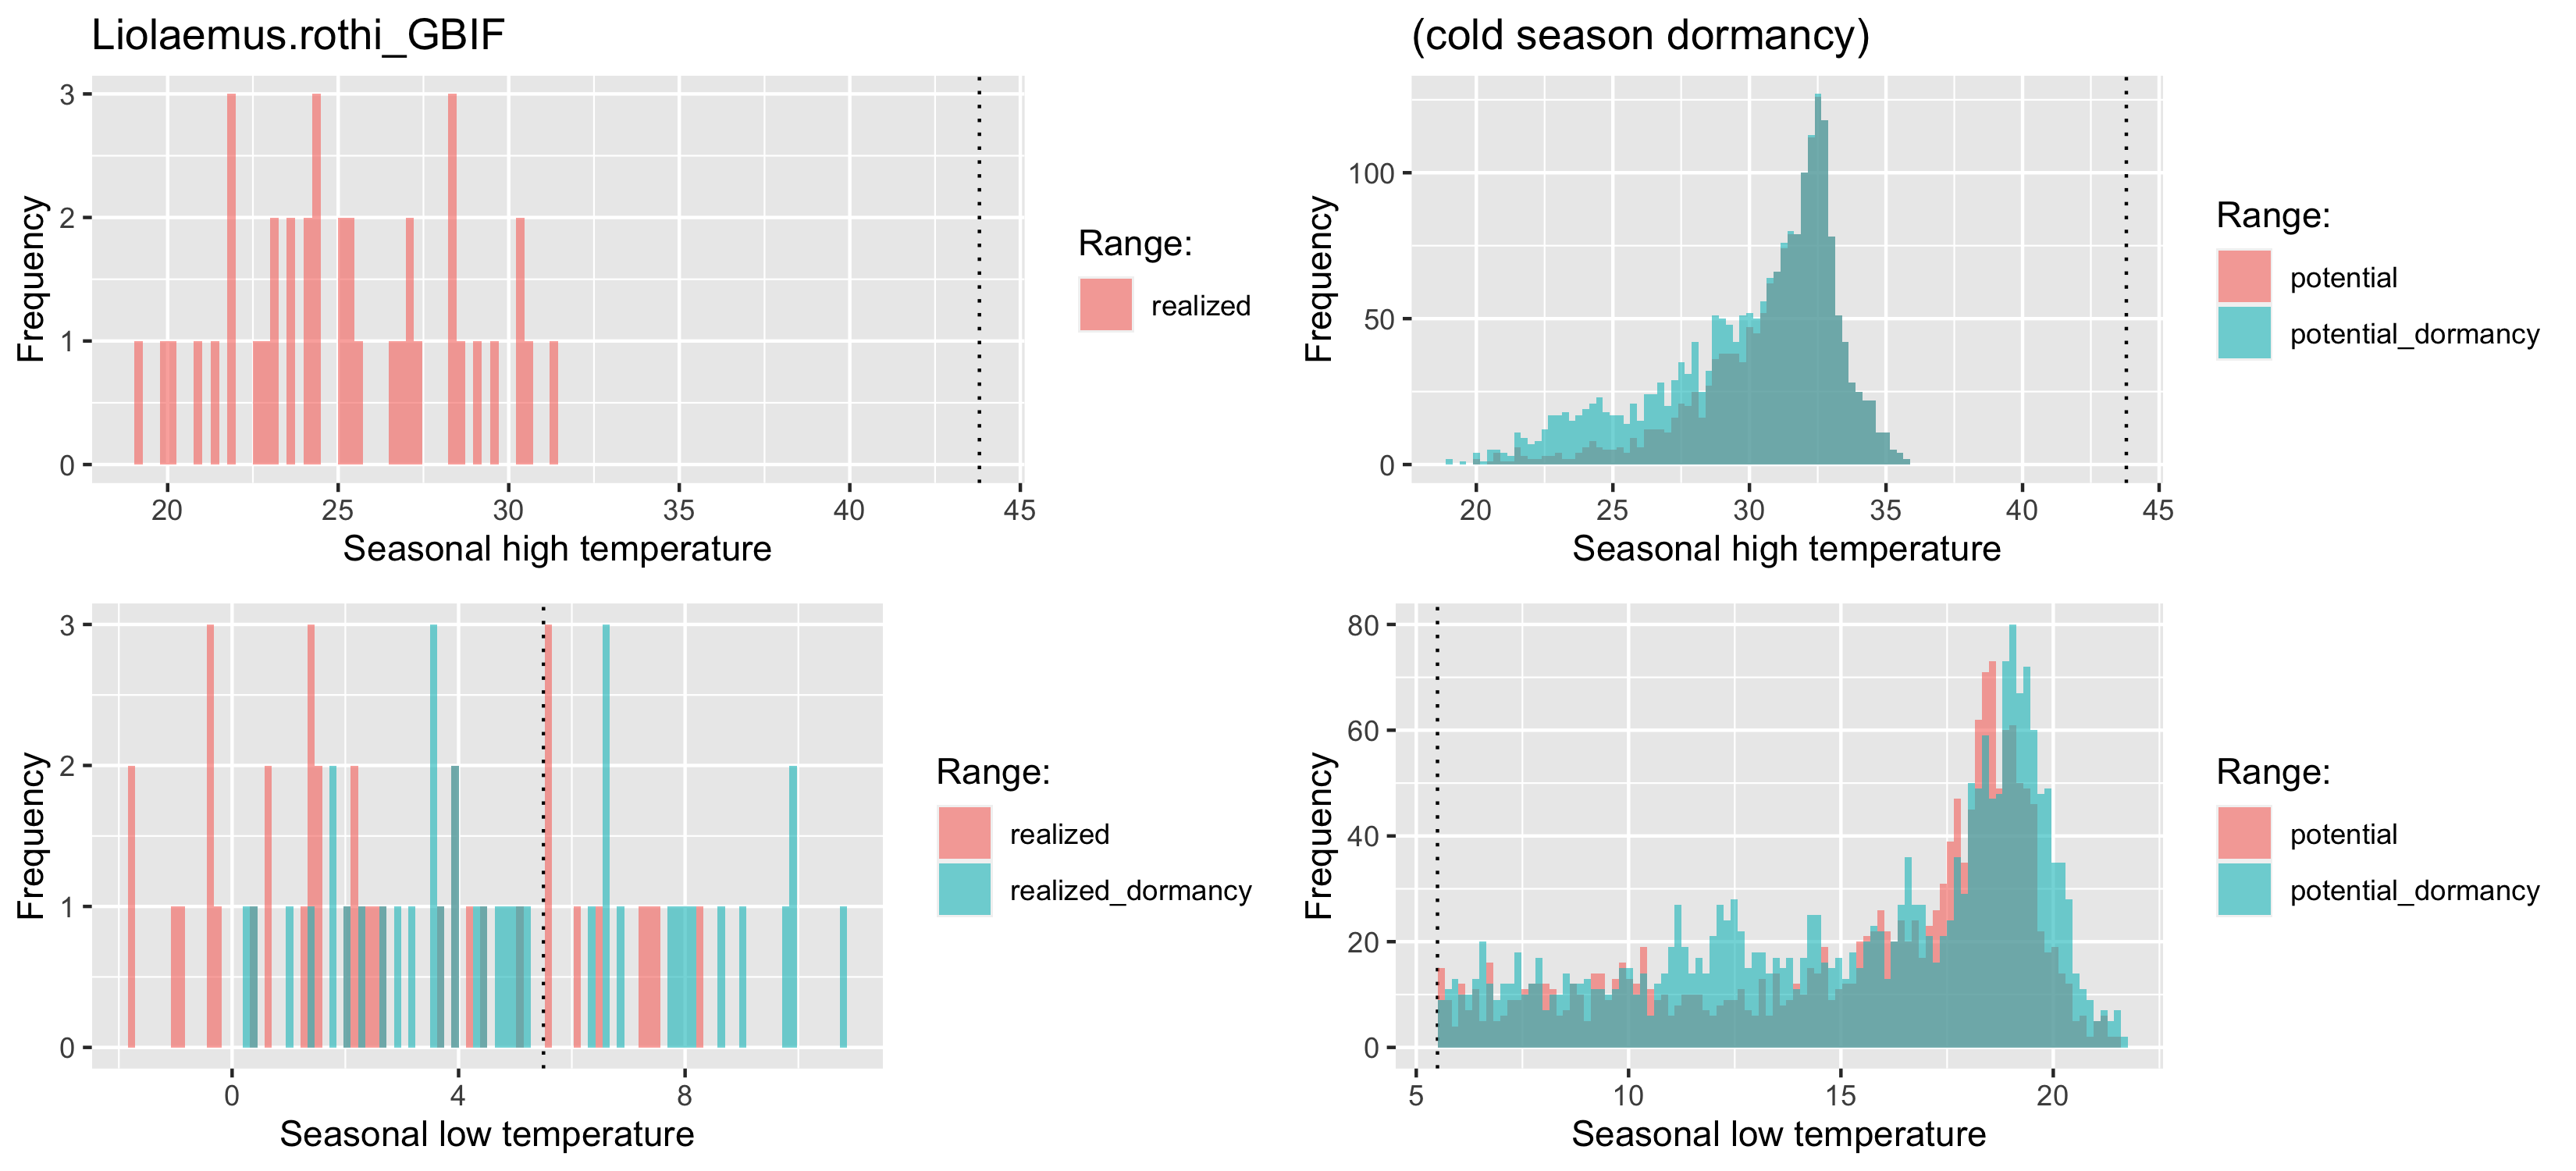 Liolaemus.rothi_GBIF
(cold season dormancy)
Frequency
3
2
1
0
20 25 30 35 40 45
Seasonal high temperature
Range:
realized
Frequency
100
50
0
20 25 30 35 40 45
Seasonal high temperature
Range:
potential
potential_dormancy
Frequency
3
2
1
0
0 4 8
Seasonal low temperature
Range:
realized
realized_dormancy
Frequency
80
60
40
20
0
5 10 15 20
Seasonal low temperature
Range:
potential
potential_dormancy